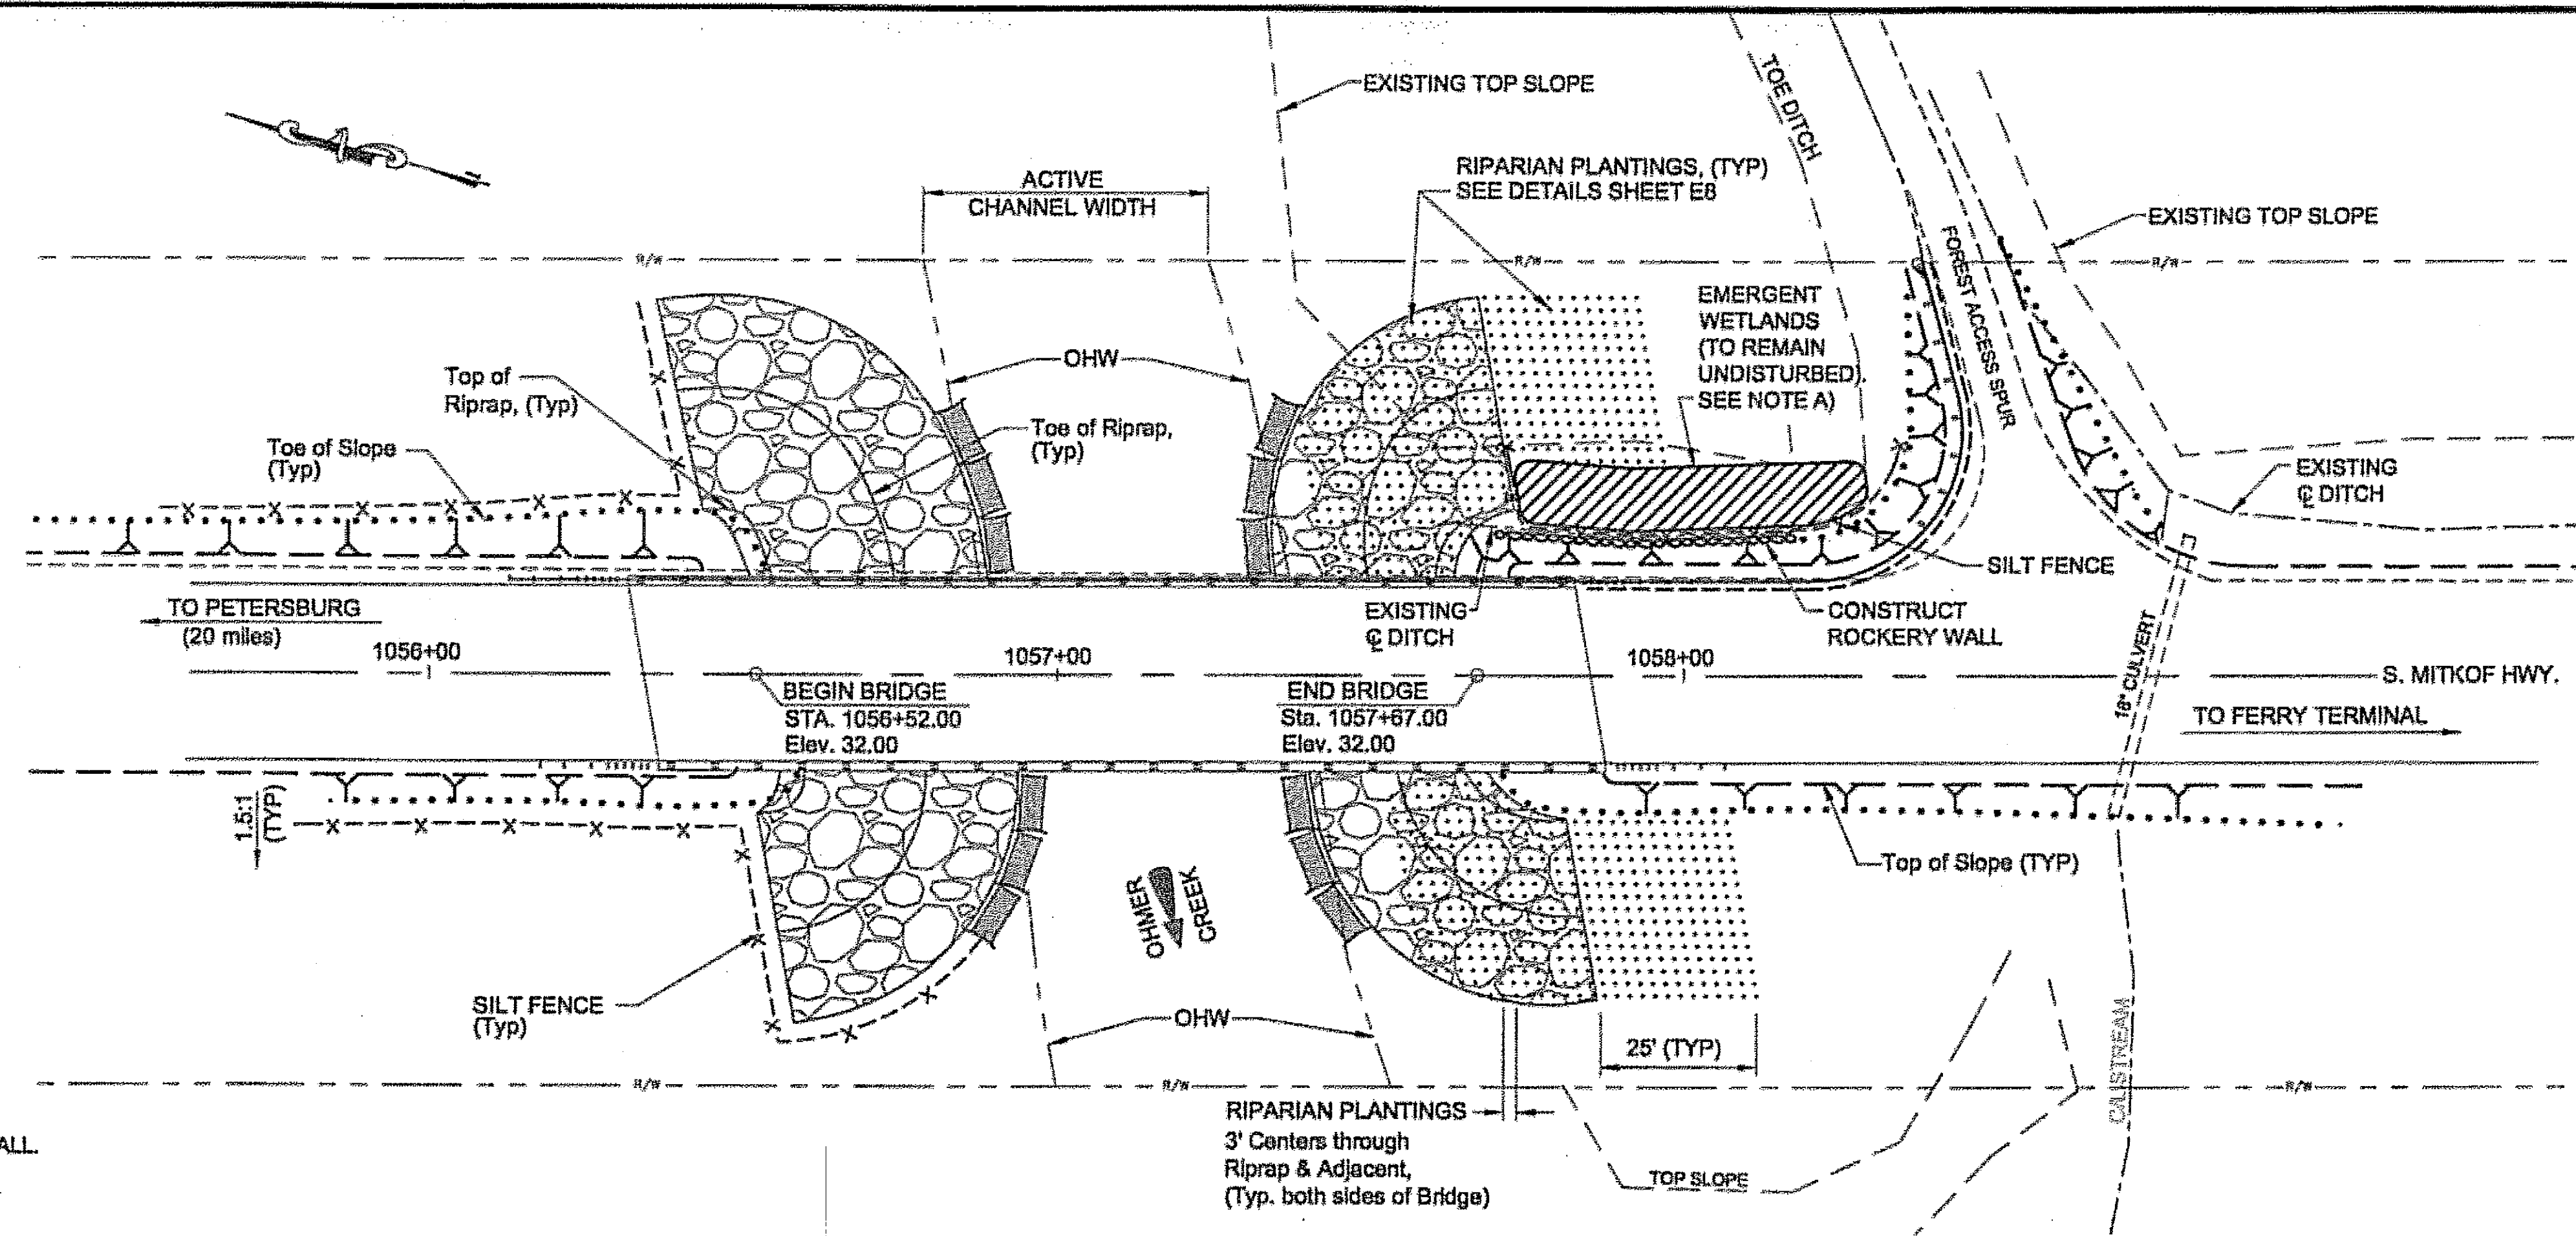 EXISTING TOP SLOPE
TOE DITCH
N
RIPARIAN PLANTINGS, (TYP)
SEE DETAILS SHEET E8
ACTIVE
CHANNEL WIDTH
EXISTING TOP SLOPE
FOREST ACCESS SPUR
R/W
R/W
R/W
EMERGENT
WETLANDS
(TO REMAIN
UNDISTURBED).
SEE NOTE A)
OHW
Top of
Riprap, (Typ)
Toe of Riprap,
(Typ)
Toe of Slope
(Typ)
EXISTING
℄ DITCH
SILT FENCE
TO PETERSBURG
(20 miles)
EXISTING
℄ DITCH
CONSTRUCT
ROCKERY WALL
1056+00
1057+00
1058+00
18" CULVERT
S. MITKOF HWY.
BEGIN BRIDGE
STA. 1056+52.00
Elev. 32.00
END BRIDGE
Sta. 1057+67.00
Elev. 32.00
TO FERRY TERMINAL
1.5:1
(TYP)
Top of Slope (TYP)
OHMER
CREEK
SILT FENCE
(Typ)
OHW
25' (TYP)
C/L STREAM
R/W
R/W
R/W
RIPARIAN PLANTINGS
3' Centers through
Riprap & Adjacent,
(Typ. both sides of Bridge)
ALL.
TOP SLOPE